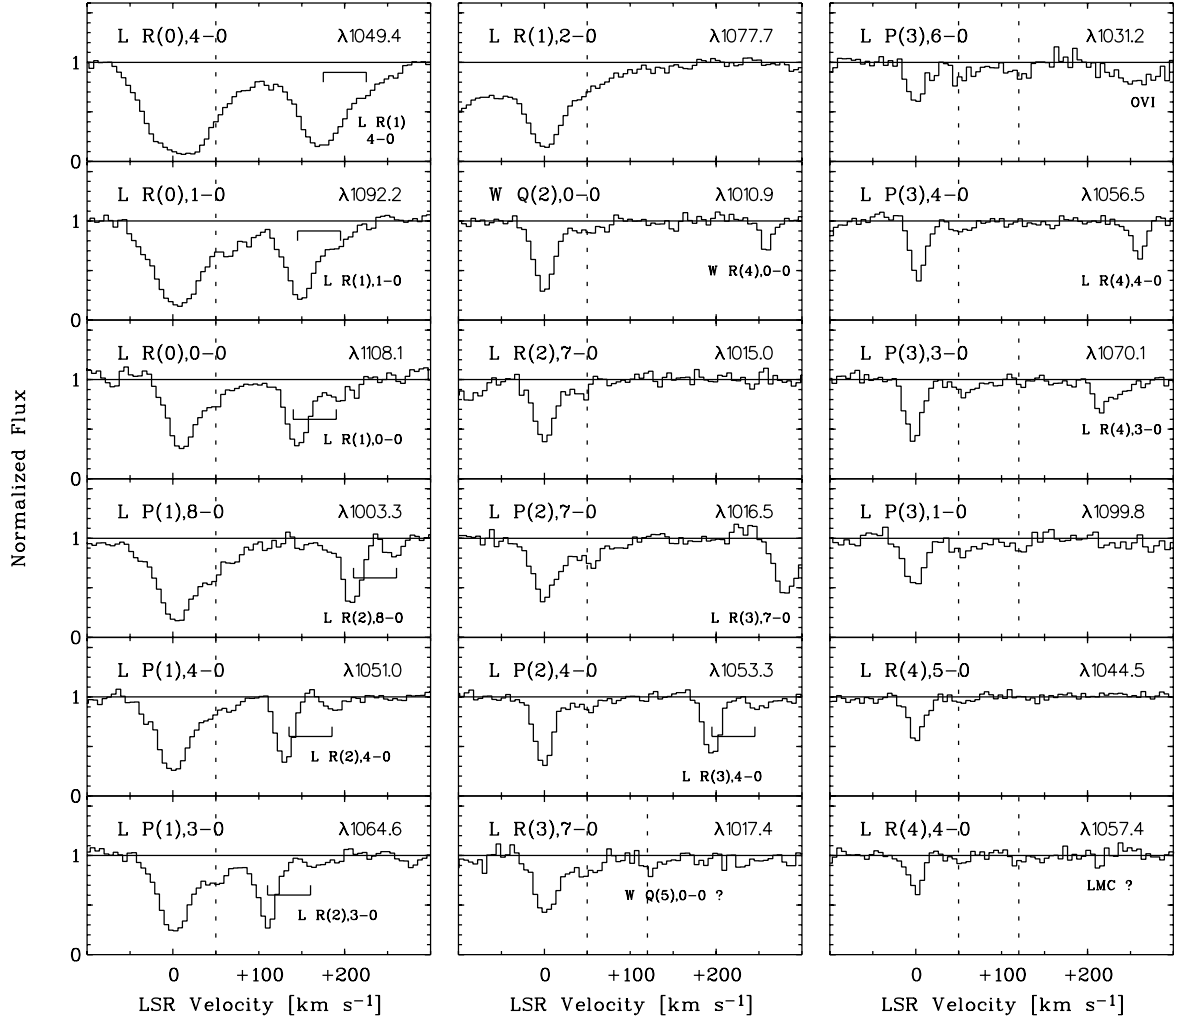 L R(0),4-0 λ1049.4
1
L R(1)
4-0
0
L R(0),1-0 λ1092.2
1
L R(1),1-0
0
L R(0),0-0 λ1108.1
1
L R(1),0-0
0
L P(1),8-0 λ1003.3
1
L R(2),8-0
0
L P(1),4-0 λ1051.0
1
L R(2),4-0
0
L P(1),3-0 λ1064.6
1
L R(2),3-0
0
0 +100 +200
LSR Velocity [km s⁻¹]
L R(1),2-0 λ1077.7
W Q(2),0-0 λ1010.9
W R(4),0-0
L R(2),7-0 λ1015.0
L P(2),7-0 λ1016.5
L R(3),7-0
L P(2),4-0 λ1053.3
L R(3),4-0
L R(3),7-0 λ1017.4
W Q(5),0-0 ?
0 +100 +200
LSR Velocity [km s⁻¹]
L P(3),6-0 λ1031.2
OVI
L P(3),4-0 λ1056.5
L R(4),4-0
L P(3),3-0 λ1070.1
L R(4),3-0
L P(3),1-0 λ1099.8
L R(4),5-0 λ1044.5
L R(4),4-0 λ1057.4
LMC ?
0 +100 +200
LSR Velocity [km s⁻¹]
Normalized Flux